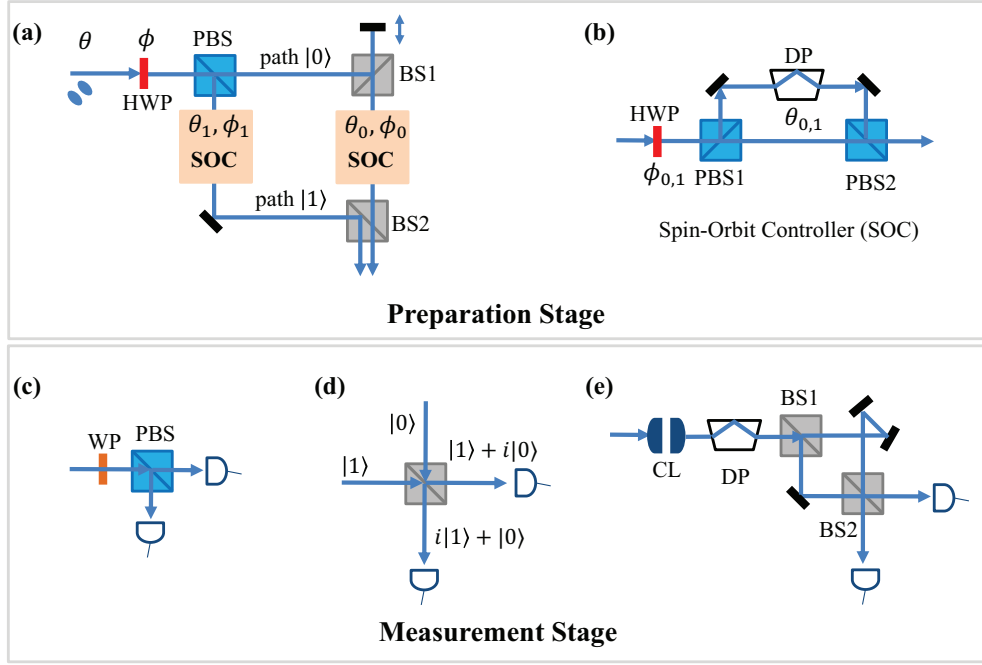 (a)
θ
ϕ
PBS
HWP
path |0⟩
BS1
θ₁, ϕ₁
SOC
θ₀, ϕ₀
SOC
path |1⟩
BS2
(b)
DP
HWP
θ₀,₁
ϕ₀,₁
PBS1
PBS2
Spin-Orbit Controller (SOC)
Preparation Stage
(c)
WP
PBS
(d)
|0⟩
|1⟩
|1⟩ + i|0⟩
i|1⟩ + |0⟩
(e)
BS1
CL
DP
BS2
Measurement Stage